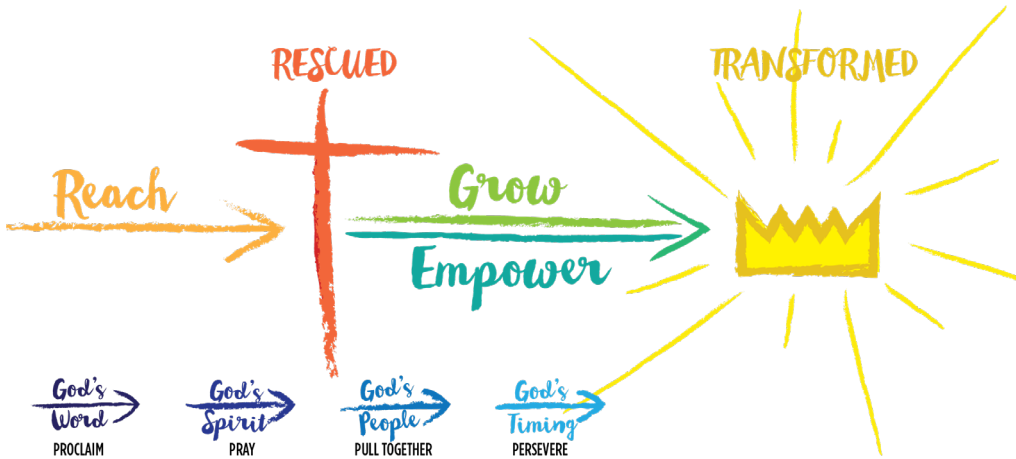 RESCUED
TRANSFORMED
Reach
Grow
Empower
God's
Word
PROCLAIM
God's
Spirit
PRAY
God's
People
PULL TOGETHER
God's
Timing
PERSEVERE